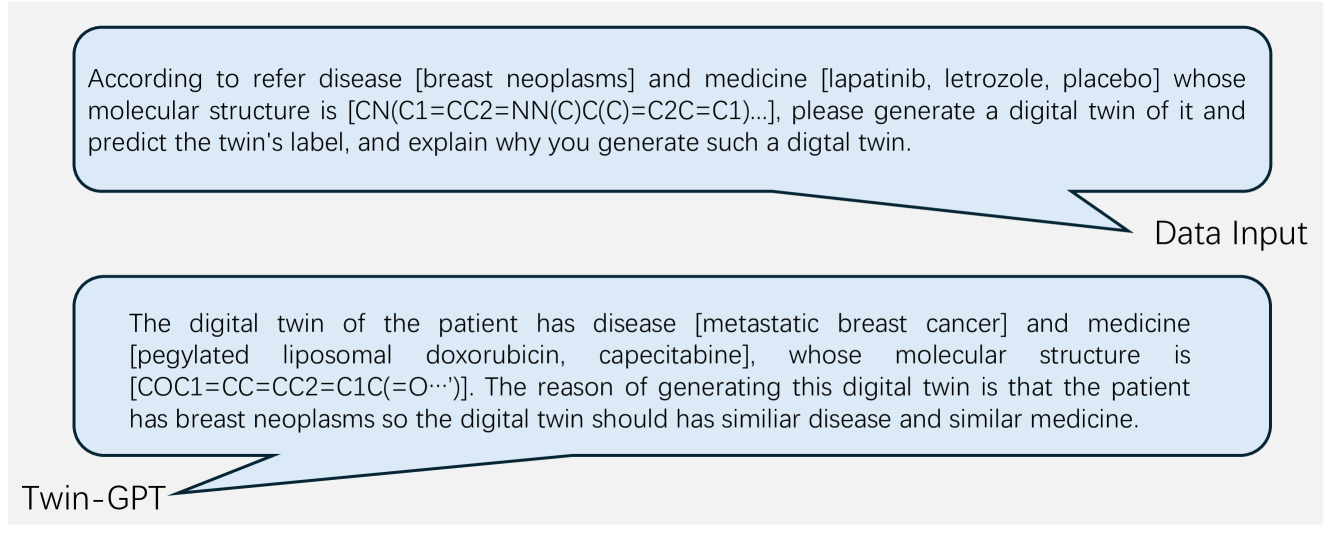 According to refer disease [breast neoplasms] and medicine [lapatinib, letrozole, placebo] whose
molecular structure is [CN(C1=CC2=NN(C)C(C)=C2C=C1)...], please generate a digital twin of it and
predict the twin's label, and explain why you generate such a digtal twin.
Data Input
The digital twin of the patient has disease [metastatic breast cancer] and medicine
[pegylated liposomal doxorubicin, capecitabine], whose molecular structure is
[COC1=CC=CC2=C1C(=O···')]. The reason of generating this digital twin is that the patient
has breast neoplasms so the digital twin should has similiar disease and similar medicine.
Twin-GPT